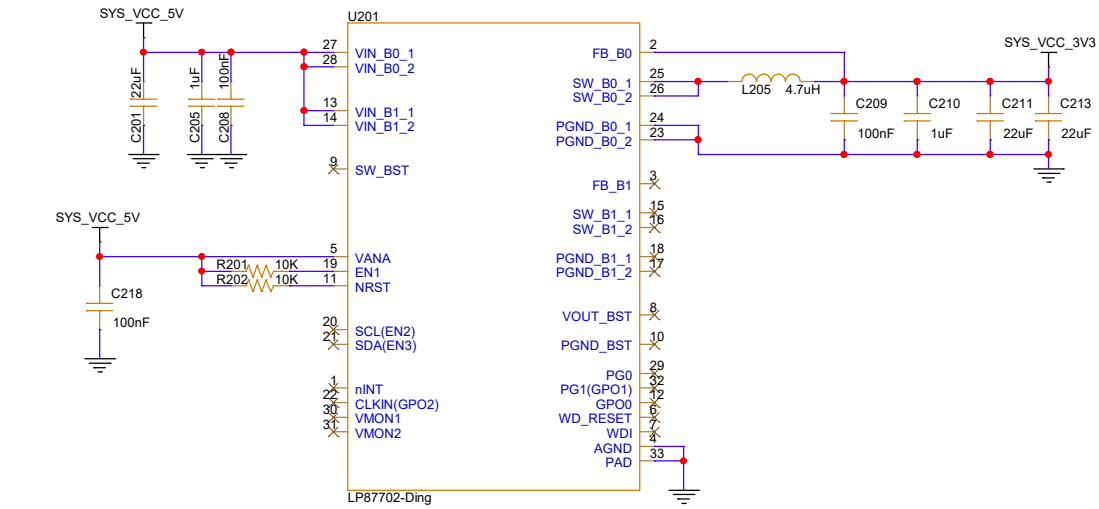 SYS_VCC_5V
22uF
C201
1uF
C205
100nF
C208
U201
27 VIN_B0_1
28 VIN_B0_2
13 VIN_B1_1
14 VIN_B1_2
9 SW_BST
SYS_VCC_5V
C218
100nF
R201 10K
R202 10K
5 VANA
19 EN1
11 NRST
20 SCL(EN2)
21 SDA(EN3)
1 nINT
22 CLKIN(GPO2)
30 VMON1
31 VMON2
FB_B0 2
SW_B0_1 25
SW_B0_2 26
PGND_B0_1 24
PGND_B0_2 23
FB_B1 3
SW_B1_1 15
SW_B1_2 16
PGND_B1_1 18
PGND_B1_2 17
VOUT_BST 8
PGND_BST 10
PG0 29
PG1(GPO1) 32
GPO0 12
WD_RESET 6
WDI 7
AGND 4
PAD 33
LP87702-Ding
L205 4.7uH
SYS_VCC_3V3
C209
100nF
C210
1uF
C211
22uF
C213
22uF